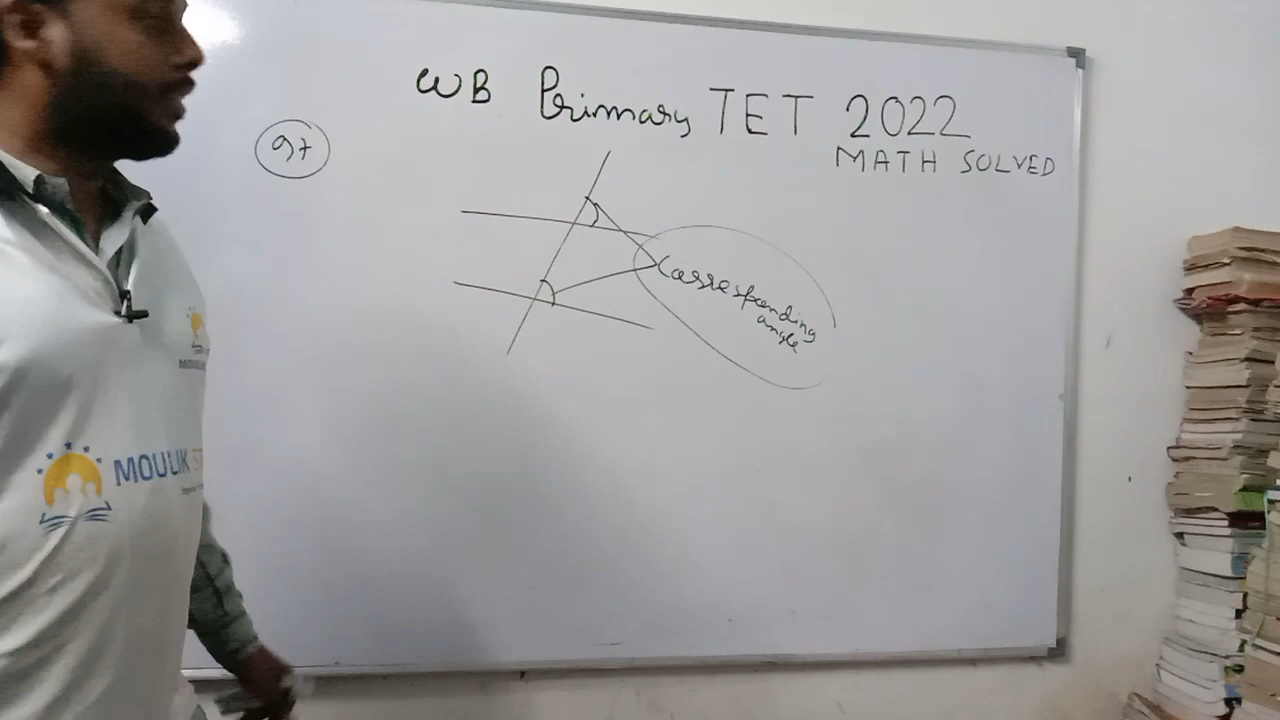 WB Primary TET 2022
MATH SOLVED
97
Corresponding
angle
MOULIK